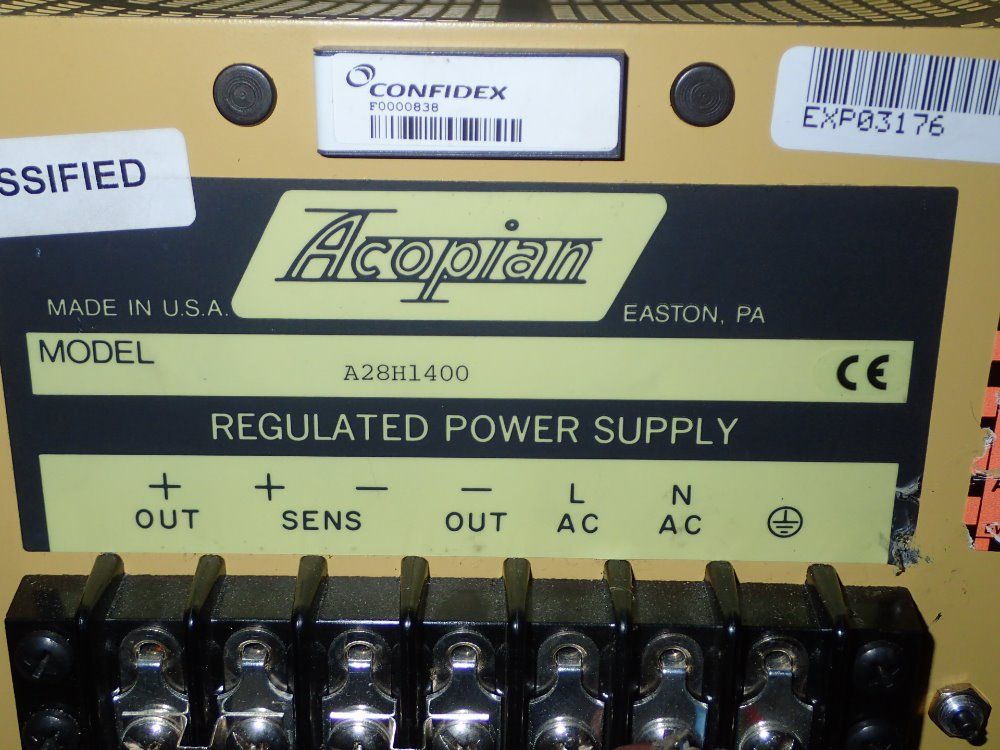 CONFIDEX
F0000838
EXP03176
SSIFIED
Acopian
MADE IN U.S.A.
EASTON, PA
MODEL
A28H1400
CE
REGULATED POWER SUPPLY
+ + − − L N
OUT SENS OUT AC AC